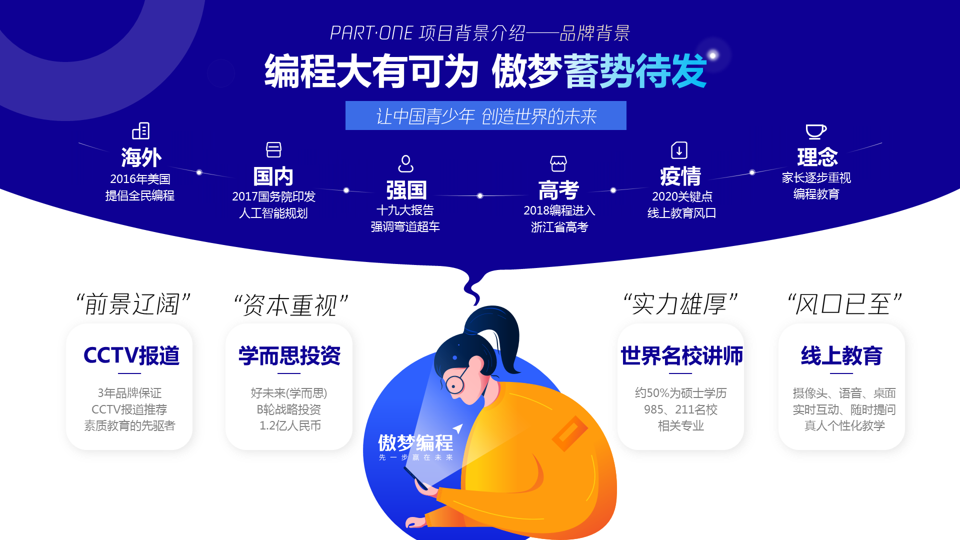 PART·ONE 项目背景介绍——品牌背景
编程大有可为 傲梦蓄势待发
让中国青少年 创造世界的未来
海外
2016年美国
提倡全民编程
国内
2017国务院印发
人工智能规划
强国
十九大报告
强调弯道超车
高考
2018编程进入
浙江省高考
疫情
2020关键点
线上教育风口
理念
家长逐步重视
编程教育
“前景辽阔”
CCTV报道
3年品牌保证
CCTV报道推荐
素质教育的先驱者
“资本重视”
学而思投资
好未来(学而思)
B轮战略投资
1.2亿人民币
傲梦编程
先一步赢在未来
“实力雄厚”
世界名校讲师
约50%为硕士学历
985、211名校
相关专业
“风口已至”
线上教育
摄像头、语音、桌面
实时互动、随时提问
真人个性化教学